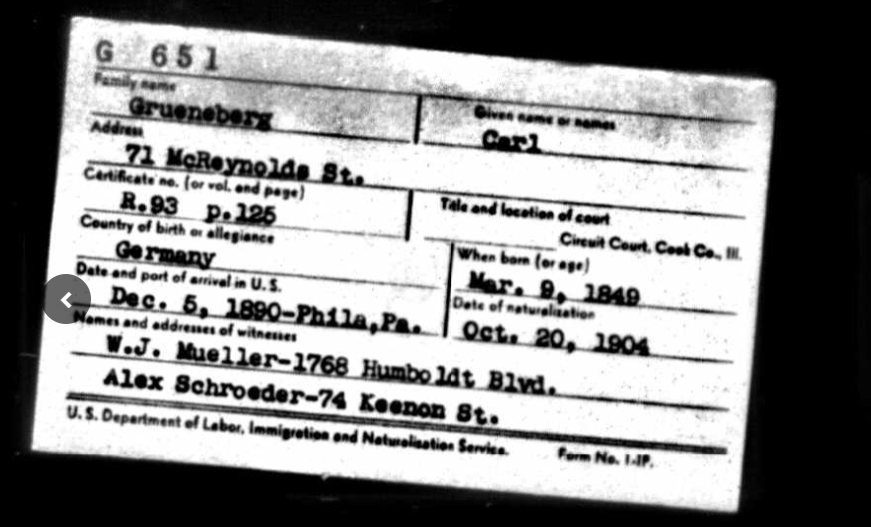 G 651
Family name
Given name or names
Grueneberg
Carl
Address
71 McReynolds St.
Certificate no. (or vol. and page)
Title and location of court
R.93 p.125
Circuit Court, Cook Co., Ill.
Country of birth or allegiance
When born (or age)
Germany
Mar. 9, 1849
Date and port of arrival in U. S.
Date of naturalization
Dec. 5, 1890-Phila,Pa.
Oct. 20, 1904
Names and addresses of witnesses
W.J. Mueller-1768 Humboldt Blvd.
Alex Schroeder-74 Keenon St.
U. S. Department of Labor, Immigration and Naturalization Service.
Form No. 1-IP.